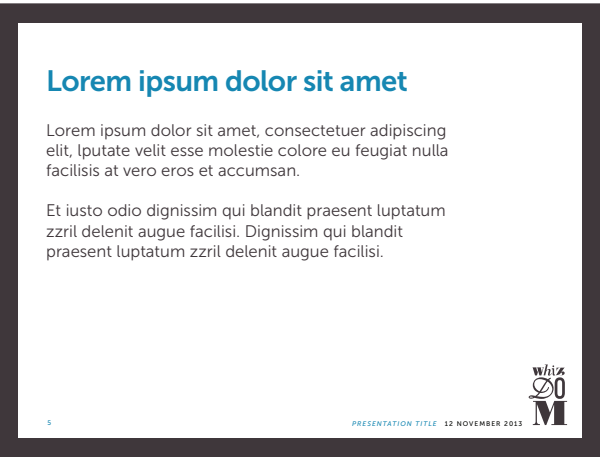 Lorem ipsum dolor sit amet
Lorem ipsum dolor sit amet, consectetuer adipiscing
elit, lputate velit esse molestie colore eu feugiat nulla
facilisis at vero eros et accumsan.
Et iusto odio dignissim qui blandit praesent luptatum
zzril delenit augue facilisi. Dignissim qui blandit
praesent luptatum zzril delenit augue facilisi.
5
PRESENTATION TITLE 12 NOVEMBER 2013
whiz
DO
M